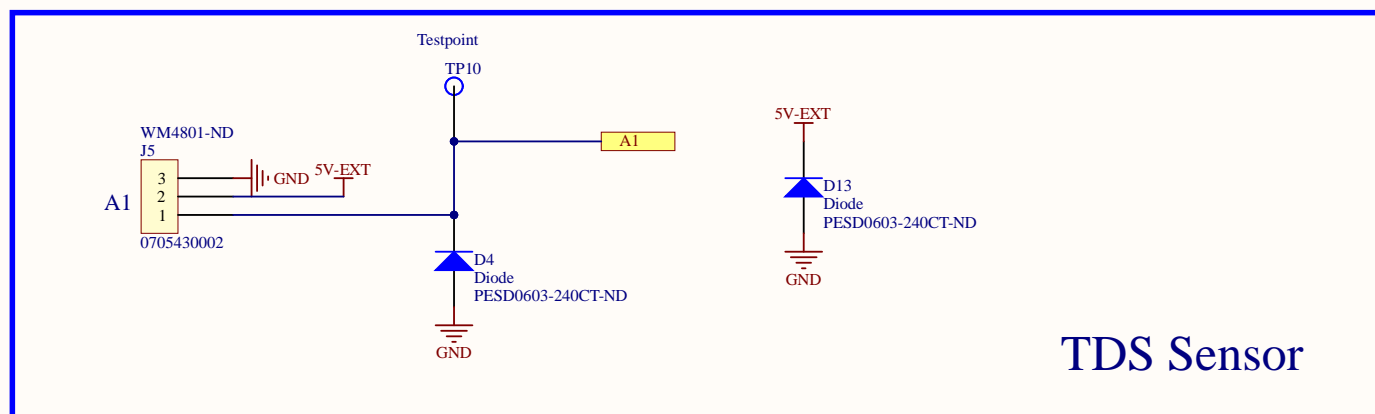 Testpoint
TP10
WM4801-ND
J5
A1
3
2
1
GND
5V-EXT
0705430002
A1
D4
Diode
PESD0603-240CT-ND
GND
5V-EXT
D13
Diode
PESD0603-240CT-ND
GND
TDS Sensor